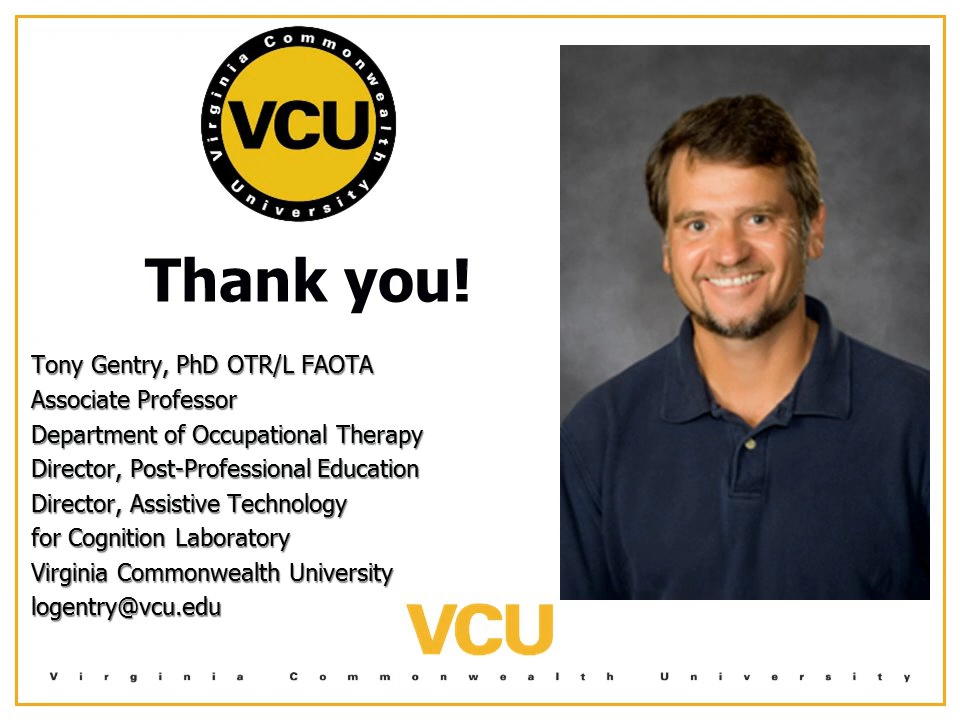 Virginia Commonwealth
VCU
University
Thank you!
Tony Gentry, PhD OTR/L FAOTA
Associate Professor
Department of Occupational Therapy
Director, Post-Professional Education
Director, Assistive Technology
for Cognition Laboratory
Virginia Commonwealth University
logentry@vcu.edu
VCU
Virginia Commonwealth University